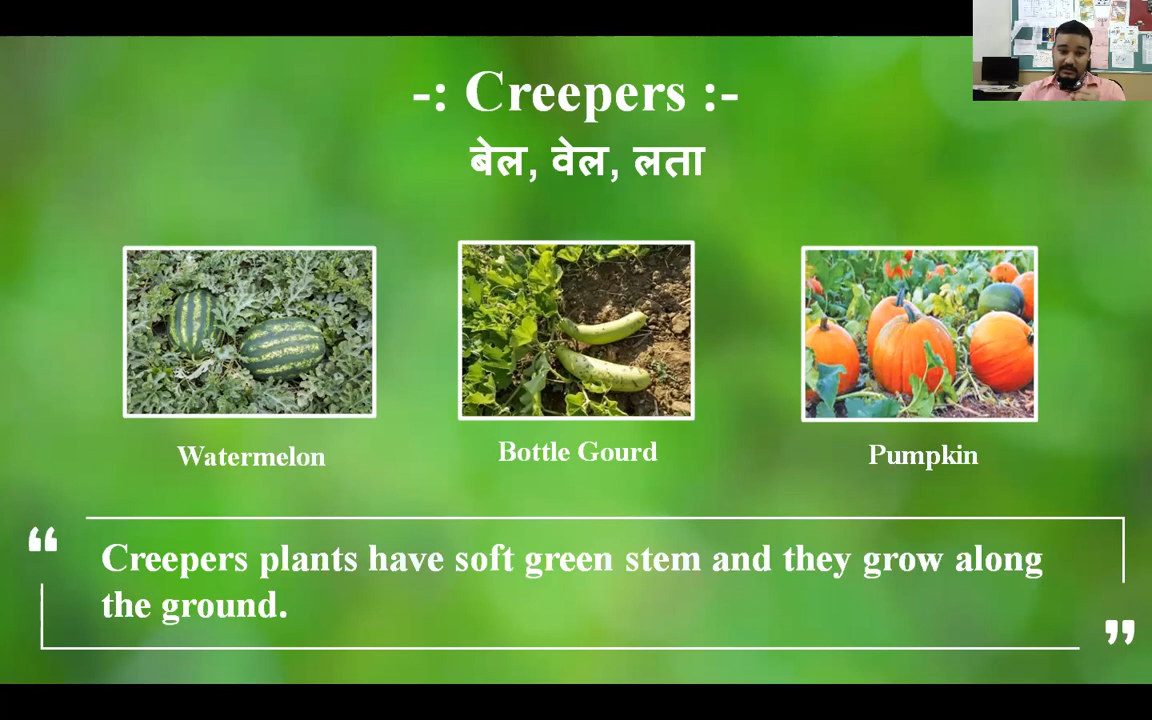 -: Creepers :-
बेल, वेल, लता
Watermelon
Bottle Gourd
Pumpkin
“
Creepers plants have soft green stem and they grow along
the ground.
”